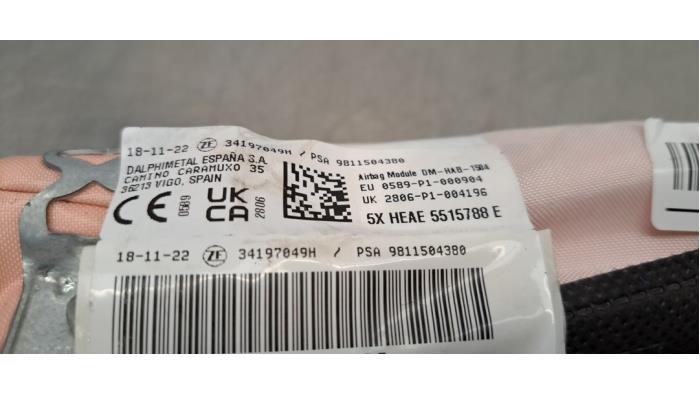 18-11-22 ZF 34197049H / PSA 9811504380
DALPHIMETAL ESPAÑA S.A.
CAMINO CARAMUXO 35
36213 VIGO, SPAIN
CE 0589 UK CA 2806
Airbag Module DM-HAB-1504
EU 0589-P1-000904
UK 2806-P1-004196
5X HEAE 5515788 E
18-11-22 ZF 34197049H / PSA 9811504380